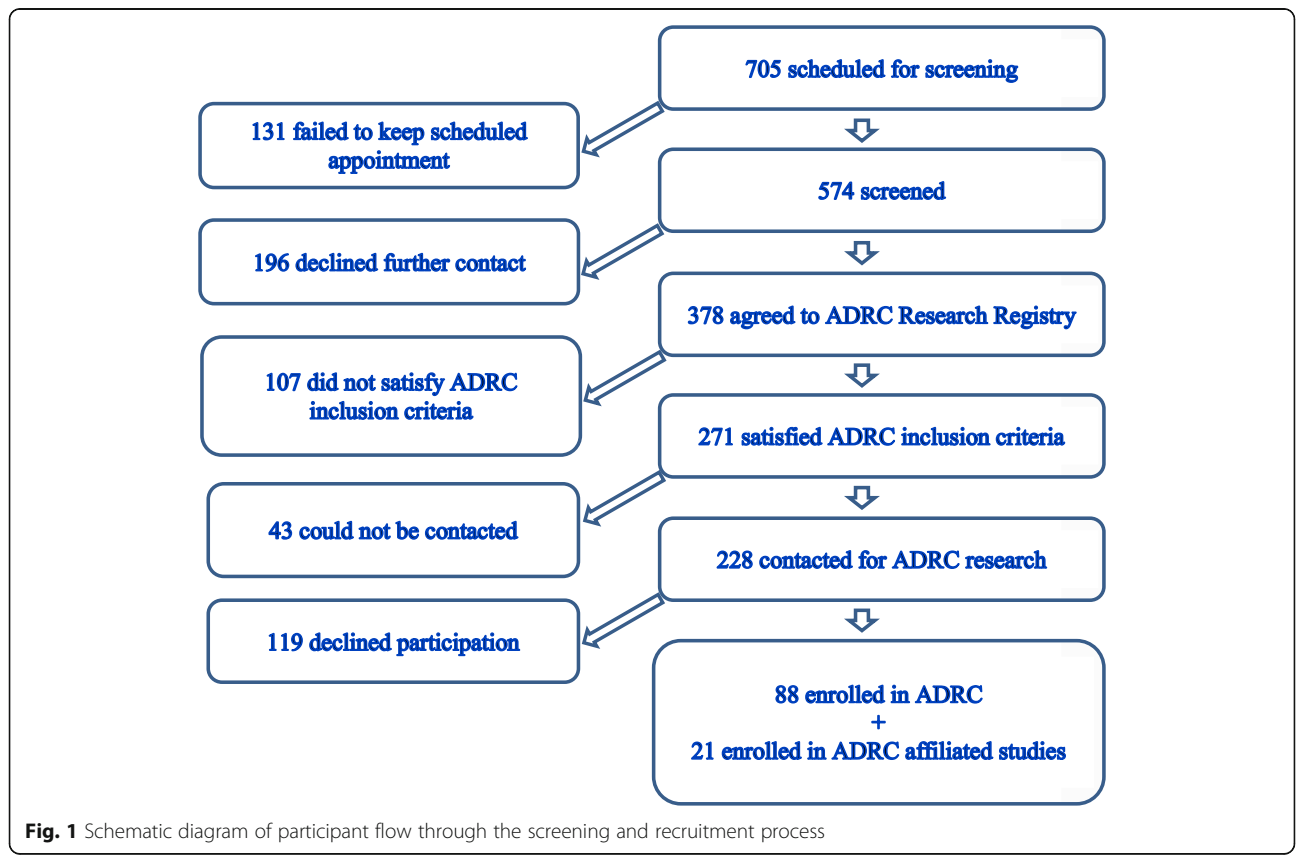 705 scheduled for screening
131 failed to keep scheduled
appointment
574 screened
196 declined further contact
378 agreed to ADRC Research Registry
107 did not satisfy ADRC
inclusion criteria
271 satisfied ADRC inclusion criteria
43 could not be contacted
228 contacted for ADRC research
119 declined participation
88 enrolled in ADRC
+
21 enrolled in ADRC affiliated studies
Fig. 1 Schematic diagram of participant flow through the screening and recruitment process